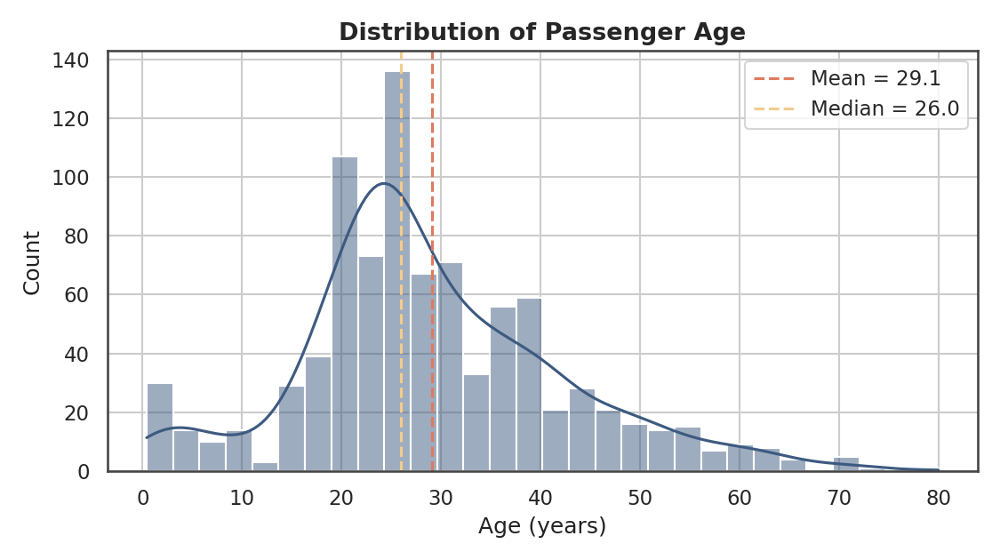 Distribution of Passenger Age
Mean = 29.1
Median = 26.0
140
120
100
80
60
40
20
0
Count
0 10 20 30 40 50 60 70 80
Age (years)